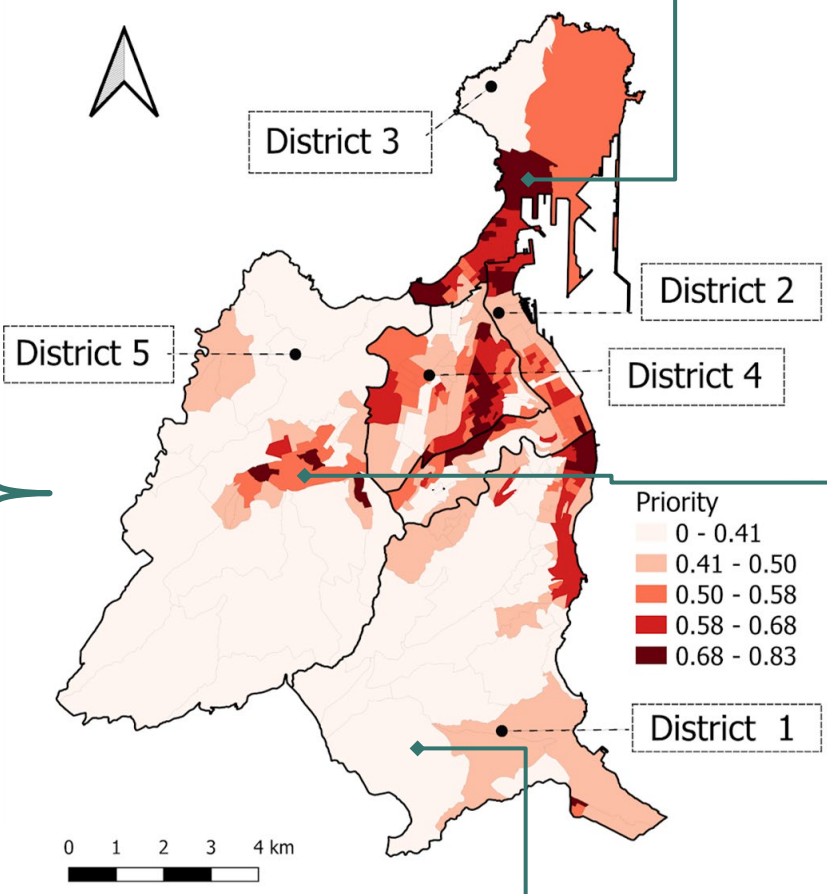 District 3
District 2
District 5
District 4
Priority
0 - 0.41
0.41 - 0.50
0.50 - 0.58
0.58 - 0.68
0.68 - 0.83
District 1
0 1 2 3 4 km